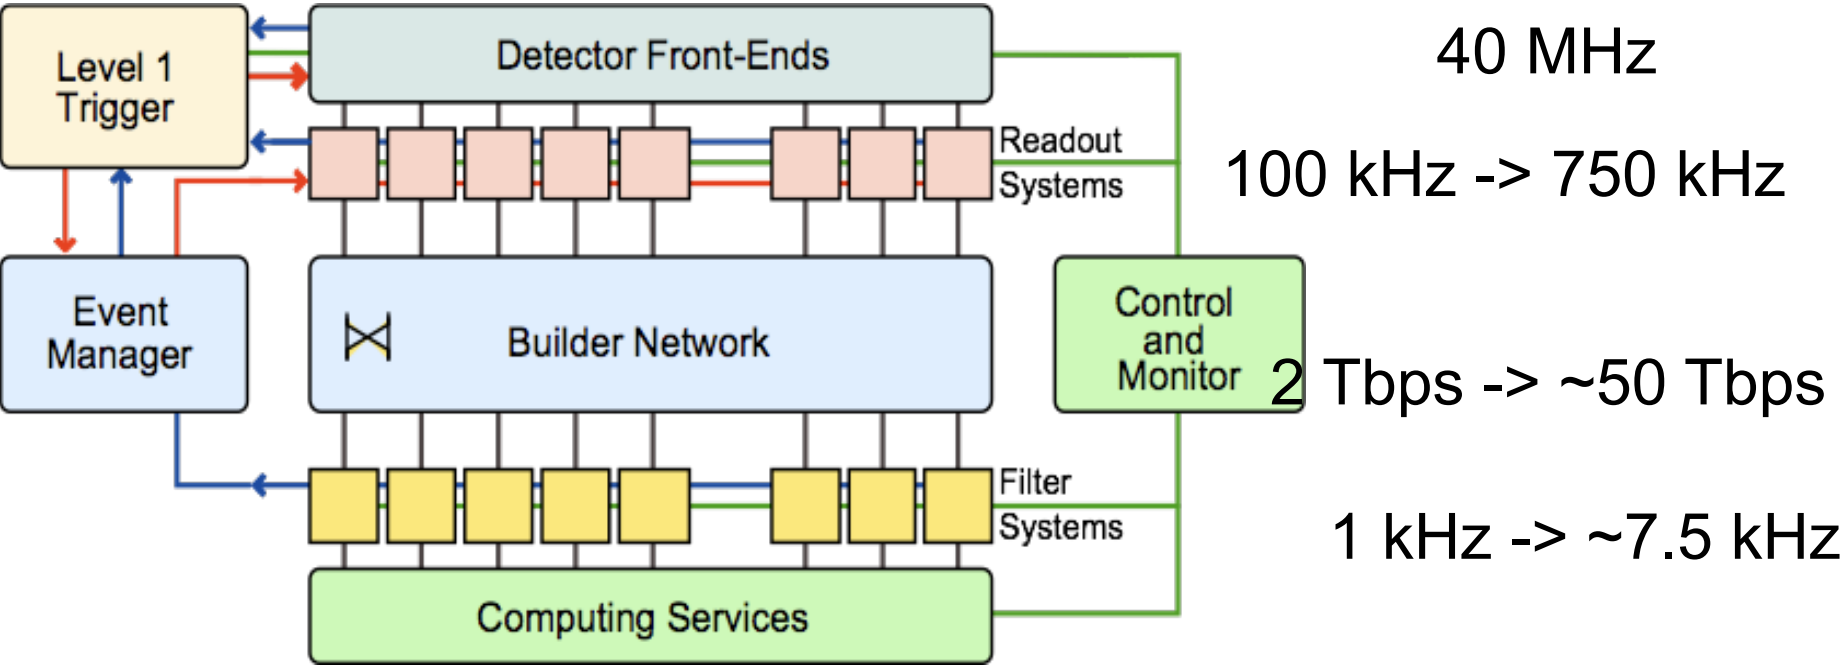 Level 1
Trigger
Detector Front-Ends
40 MHz
Readout
Systems
100 kHz -> 750 kHz
Event
Manager
Builder Network
Control
and
Monitor
2 Tbps -> ~50 Tbps
Filter
Systems
1 kHz -> ~7.5 kHz
Computing Services